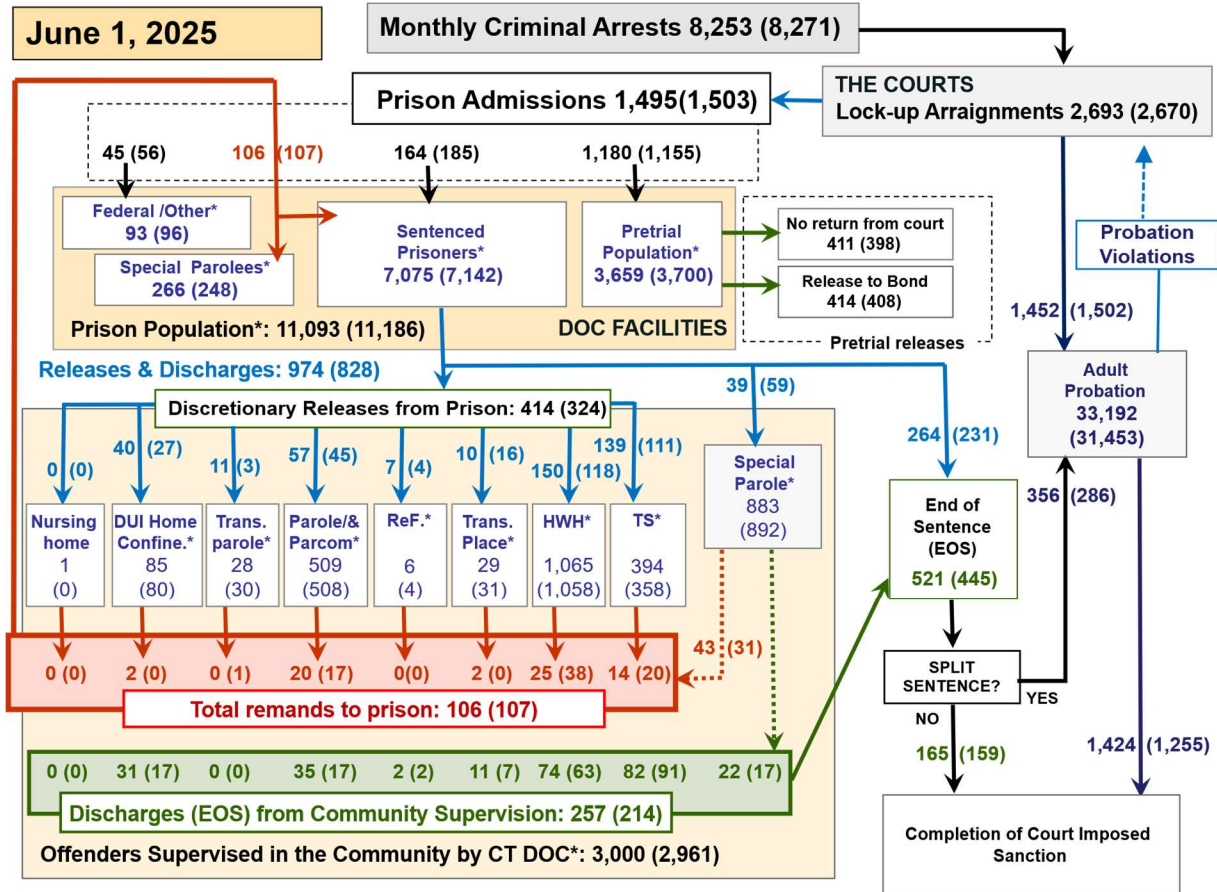 June 1, 2025
Monthly Criminal Arrests 8,253 (8,271)
THE COURTS
Lock-up Arraignments 2,693 (2,670)
Prison Admissions 1,495(1,503)
45 (56)
106 (107)
164 (185)
1,180 (1,155)
Federal /Other*
93 (96)
Special Parolees*
266 (248)
Sentenced
Prisoners*
7,075 (7,142)
Pretrial
Population*
3,659 (3,700)
No return from court
411 (398)
Release to Bond
414 (408)
Pretrial releases
Probation
Violations
Prison Population*: 11,093 (11,186)
DOC FACILITIES
1,452 (1,502)
Releases & Discharges: 974 (828)
39 (59)
Adult
Probation
33,192
(31,453)
Discretionary Releases from Prison: 414 (324)
0 (0)
40 (27)
11 (3)
57 (45)
7 (4)
10 (16)
150 (118)
139 (111)
264 (231)
356 (286)
Nursing
home
1
(0)
DUI Home
Confine.*
85
(80)
Trans.
parole*
28
(30)
Parole/&
Parcom*
509
(508)
ReF.*
6
(4)
Trans.
Place*
29
(31)
HWH*
1,065
(1,058)
TS*
394
(358)
Special
Parole*
883
(892)
End of
Sentence
(EOS)
521 (445)
43 (31)
0 (0)
2 (0)
0 (1)
20 (17)
0(0)
2 (0)
25 (38)
14 (20)
Total remands to prison: 106 (107)
SPLIT
SENTENCE?
YES
NO
165 (159)
1,424 (1,255)
0 (0)
31 (17)
0 (0)
35 (17)
2 (2)
11 (7)
74 (63)
82 (91)
22 (17)
Discharges (EOS) from Community Supervision: 257 (214)
Offenders Supervised in the Community by CT DOC*: 3,000 (2,961)
Completion of Court Imposed
Sanction